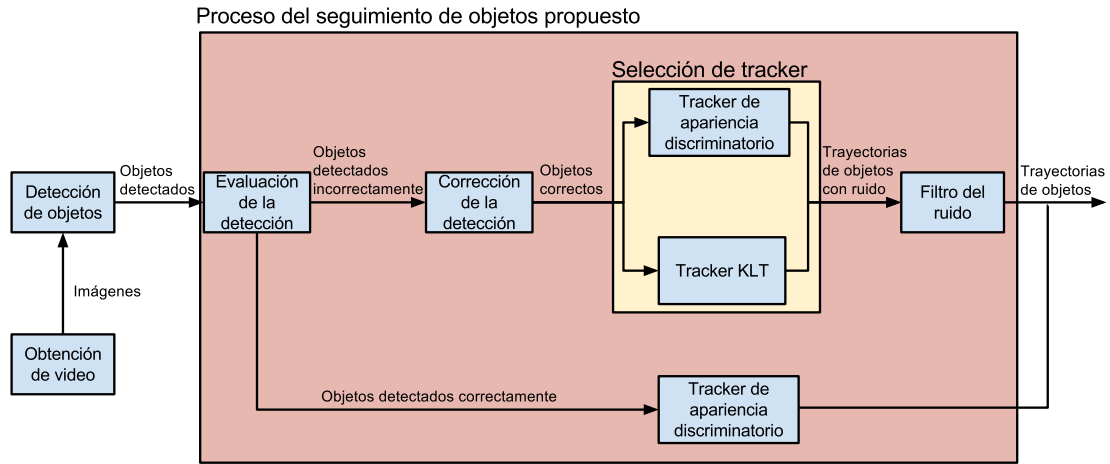 Proceso del seguimiento de objetos propuesto
Selección de tracker
Tracker de
apariencia
discriminatorio
Objetos
detectados
Objetos
detectados
incorrectamente
Objetos
correctos
Trayectorias
de objetos
con ruido
Trayectorias
de objetos
Detección
de objetos
Evaluación
de la
detección
Corrección
de la
detección
Filtro del
ruido
Tracker KLT
Imágenes
Obtención
de video
Objetos detectados correctamente
Tracker de
apariencia
discriminatorio